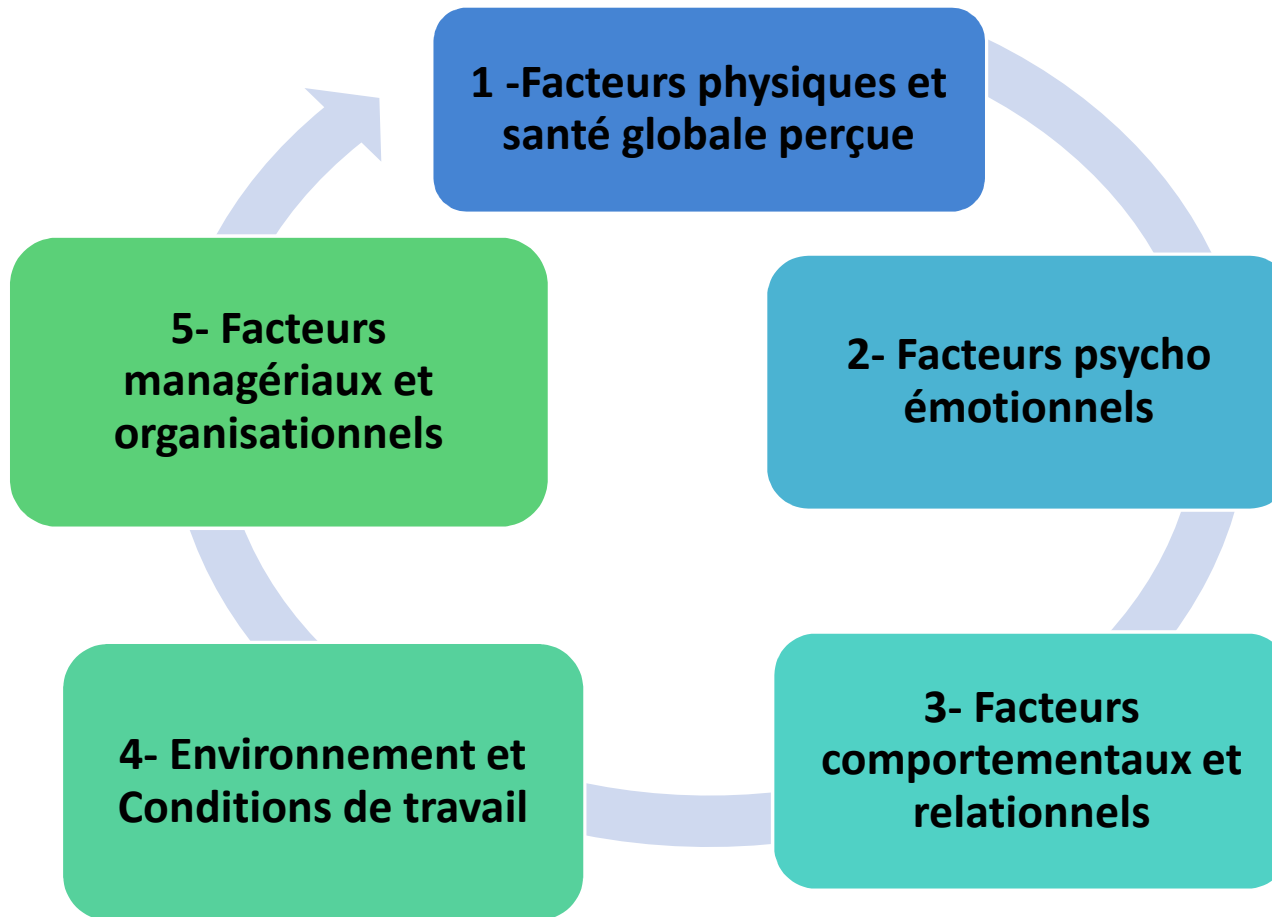 1 -Facteurs physiques et
santé globale perçue
2- Facteurs psycho
émotionnels
3- Facteurs
comportementaux et
relationnels
4- Environnement et
Conditions de travail
5- Facteurs
managériaux et
organisationnels